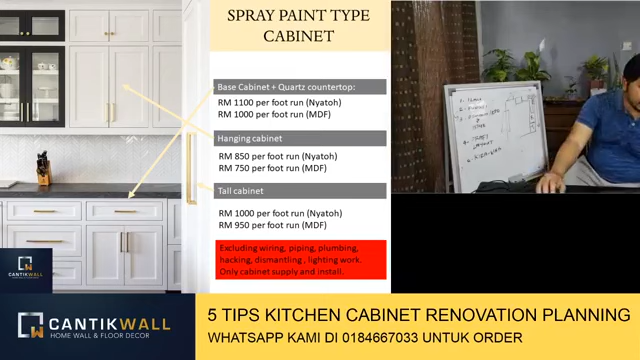 SPRAY PAINT TYPE
CABINET
Base Cabinet + Quartz countertop:
RM 1100 per foot run (Nyatoh)
RM 1000 per foot run (MDF)
Hanging cabinet
RM 850 per foot run (Nyatoh)
RM 750 per foot run (MDF)
Tall cabinet
RM 1000 per foot run (Nyatoh)
RM 950 per foot run (MDF)
Excluding wiring, piping, plumbing,
hacking, dismantling , lighting work.
Only cabinet supply and install.
CANTIKWALL
CANTIKWALL
HOME WALL & FLOOR DECOR
5 TIPS KITCHEN CABINET RENOVATION PLANNING
WHATSAPP KAMI DI 0184667033 UNTUK ORDER